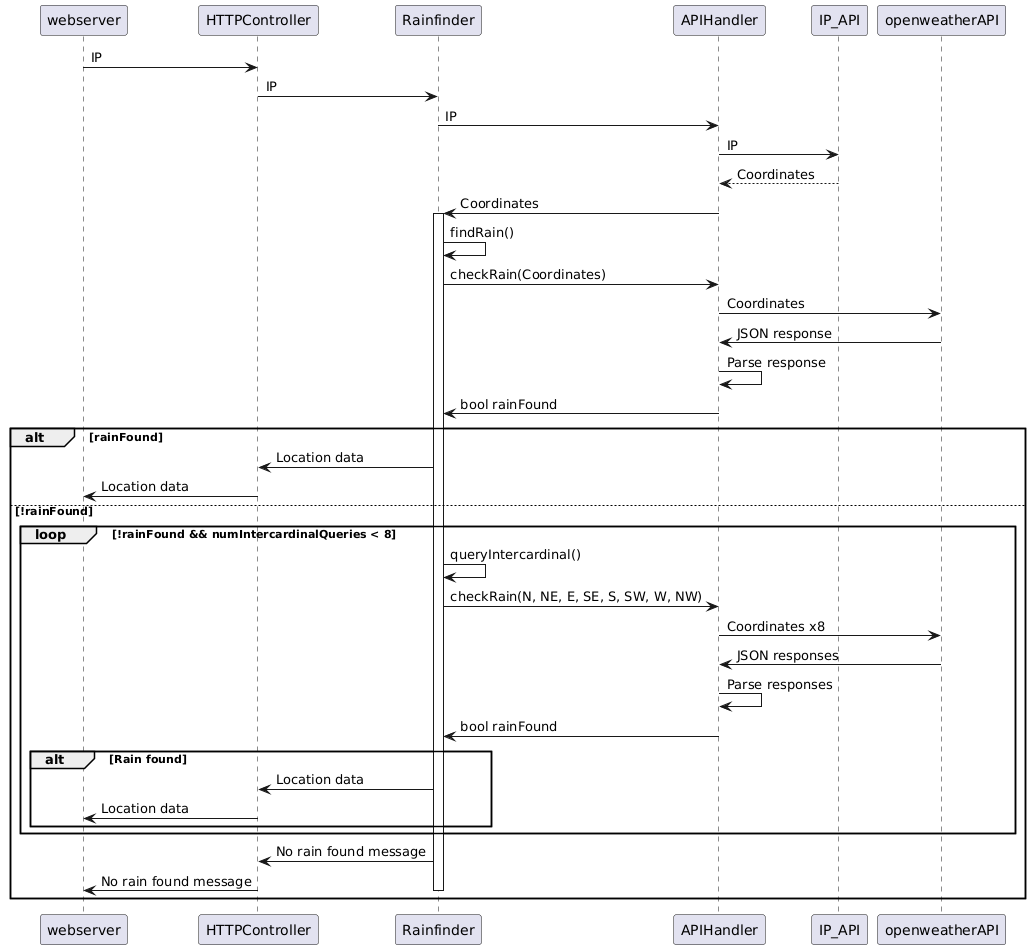 webserver HTTPController Rainfinder APIHandler IP_API openweatherAPI
IP
IP
IP
IP
Coordinates
Coordinates
findRain()
checkRain(Coordinates)
Coordinates
JSON response
Parse response
bool rainFound
alt [rainFound]
Location data
Location data
[!rainFound]
loop [!rainFound && numIntercardinalQueries < 8]
queryIntercardinal()
checkRain(N, NE, E, SE, S, SW, W, NW)
Coordinates x8
JSON responses
Parse responses
bool rainFound
alt [Rain found]
Location data
Location data
No rain found message
No rain found message
webserver HTTPController Rainfinder APIHandler IP_API openweatherAPI